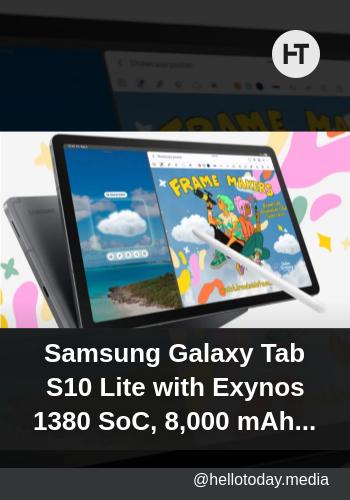 HT
FRAME MAKERS
Samsung Galaxy Tab
S10 Lite with Exynos
1380 SoC, 8,000 mAh...
@hellotoday.media